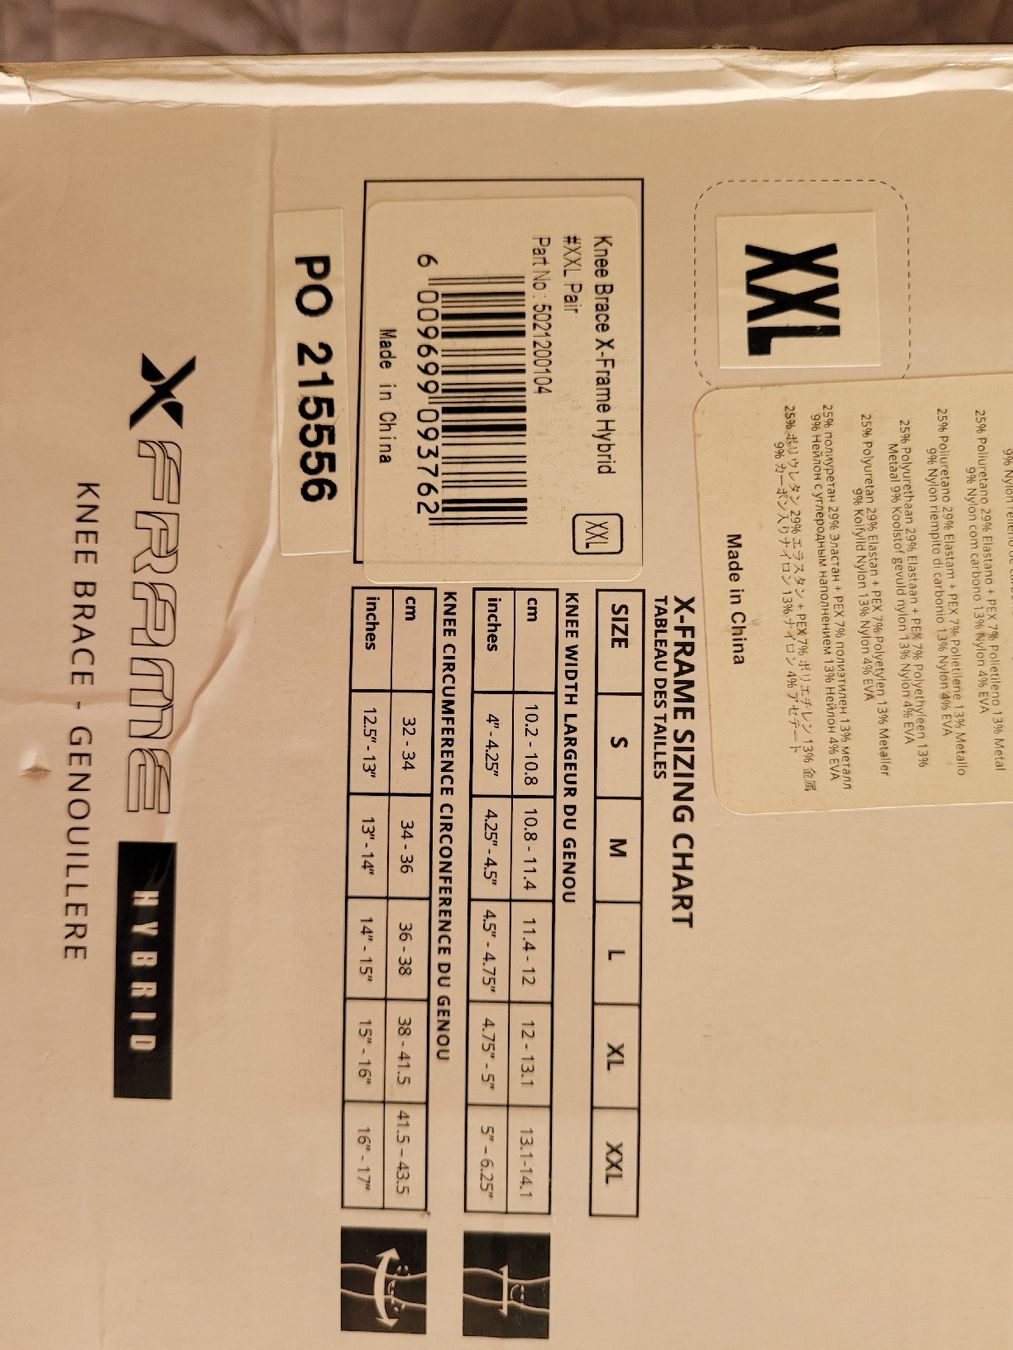 9% Nylon
25% Poliuretano 29% Elastano + PEX 7% Polietileno 13% Metal
9% Nylon com carbono 13% Nylon 4% EVA
25% Poliuretano 29% Elastam + PEX 7% Polietilene 13% Metallo
9% Nylon riempito di carbonio 13% Nylon 4% EVA
25% Polyurethaan 29% Elastaan + PEX 7% Polyethyleen 13%
Metaal 9% Koolstof gevuld nylon 13% Nylon 4% EVA
25% Polyuretan 29% Elastan + PEX 7% Polyetylen 13% Metaller
9% Kolfylld Nylon 13% Nylon 4% EVA
25% полиуретан 29% Эластан + PEX 7% полиэтилен 13% металл
9% Нейлон с углеродным наполнением 13% Нейлон 4% EVA
25% ポリウレタン 29% エラスタン + PEX 7% ポリエチレン 13% 金属
9% カーボン入りナイロン 13% ナイロン 4% アセテート
Made in China
XXL
X-FRAME SIZING CHART
TABLEAU DES TAILLES
SIZE S M L XL XXL
KNEE WIDTH LARGEUR DU GENOU
cm 10.2 - 10.8 10.8 - 11.4 11.4 - 12 12 - 13.1 13.1-14.1
inches 4" - 4.25" 4.25" - 4.5" 4.5" - 4.75" 4.75" - 5" 5" – 6.25"
KNEE CIRCUMFERENCE CIRCONFERENCE DU GENOU
cm 32 - 34 34 - 36 36 - 38 38 - 41.5 41.5 – 43.5
inches 12.5" - 13" 13" - 14" 14" - 15" 15" - 16" 16" - 17"
Knee Brace X-Frame Hybrid
#XXL Pair
XXL
Part No : 5021200104
6 009699 093762
Made in China
PO 215556
X FRAME HYBRID
KNEE BRACE - GENOUILLERE